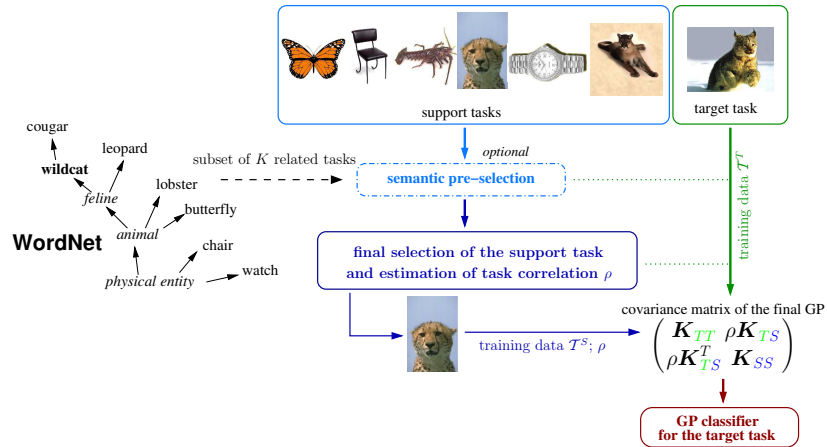 support tasks
target task
optional
cougar
leopard
wildcat
subset of K related tasks
semantic pre-selection
feline
lobster
butterfly
training data 𝒯ᵀ
WordNet
animal
chair
final selection of the support task
and estimation of task correlation ρ
physical entity
watch
covariance matrix of the final GP
K_TT ρK_TS
ρK_TS^T K_SS
training data 𝒯ˢ; ρ
GP classifier
for the target task